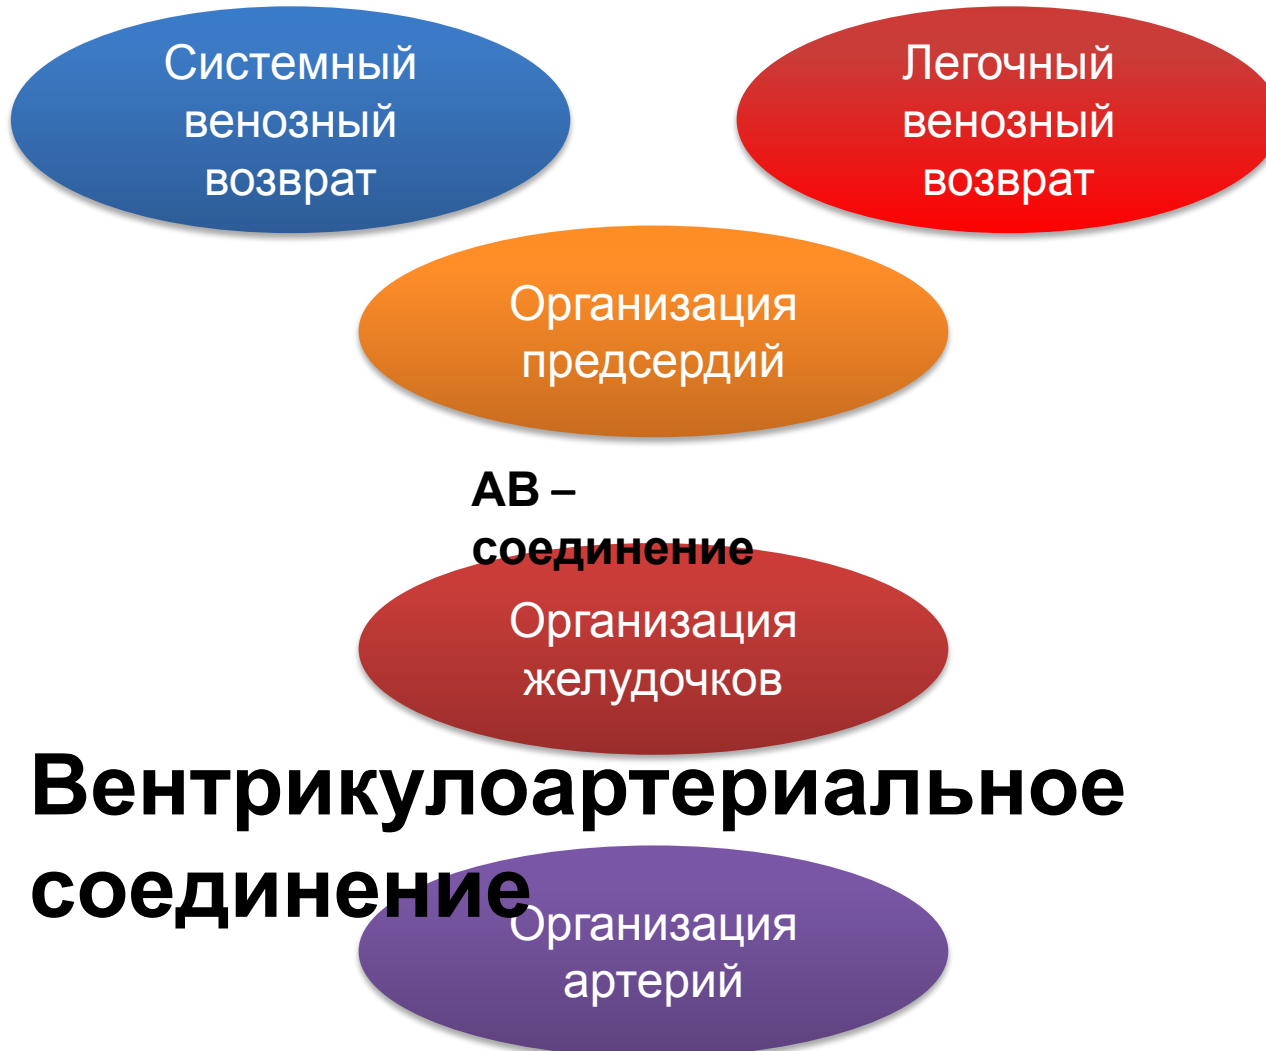 Системный
венозный
возврат
Легочный
венозный
возврат
Организация
предсердий
АВ –
соединение
Организация
желудочков
Вентрикулоартериальное
соединение
Организация
артерий